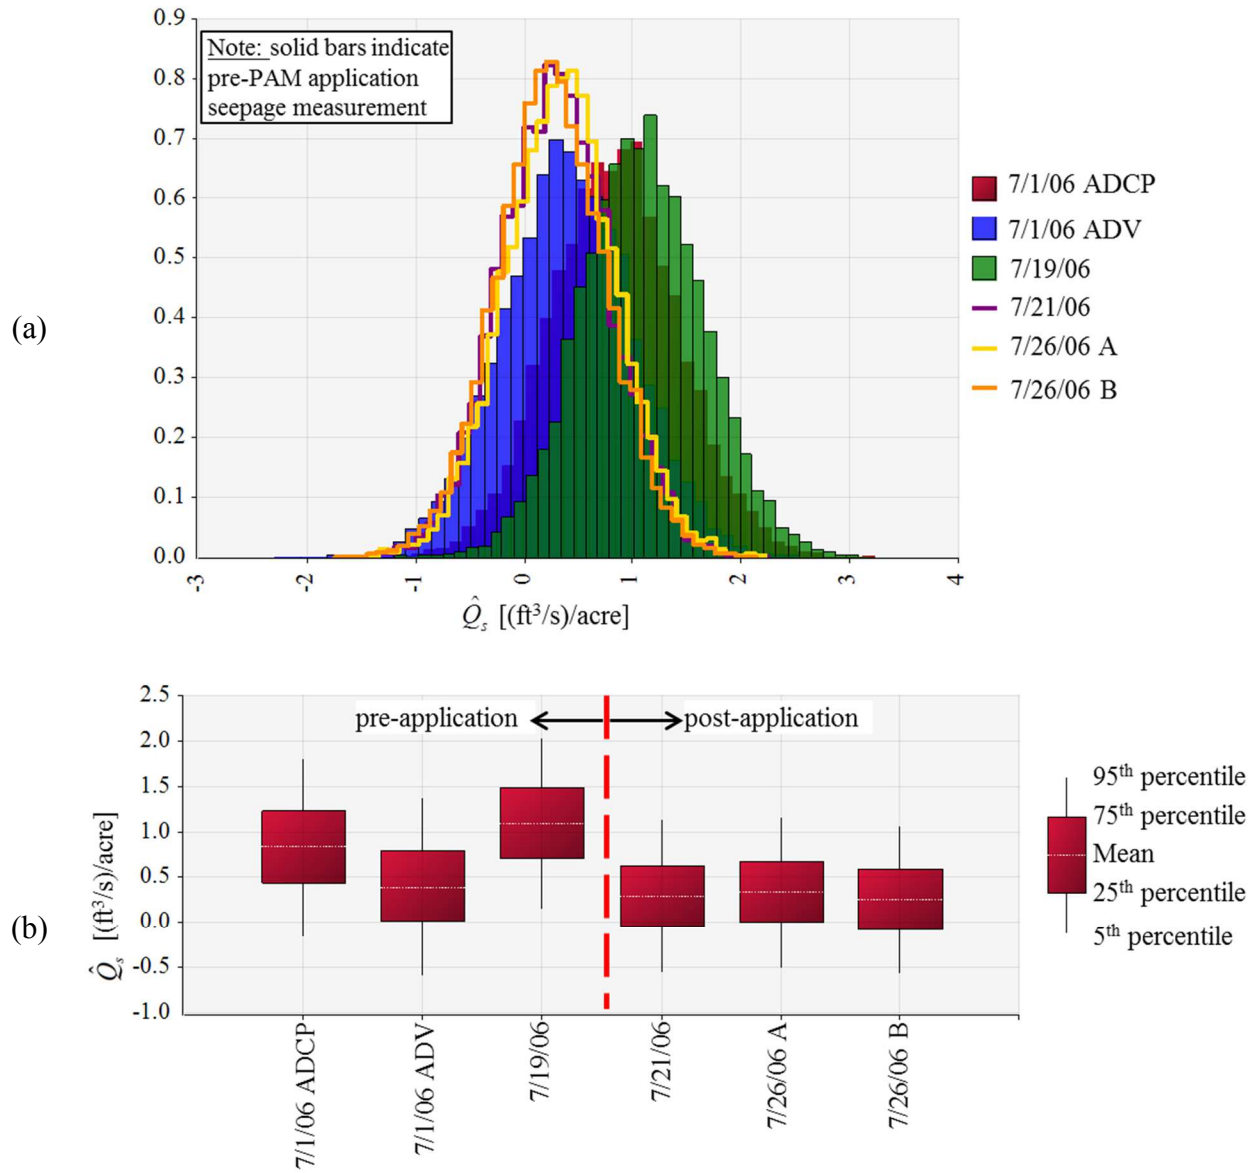 (a)
0.9
0.8
0.7
0.6
0.5
0.4
0.3
0.2
0.1
0.0
Note: solid bars indicate
pre-PAM application
seepage measurement
-3
-2
-1
0
1
2
3
4
Q̂s [(ft³/s)/acre]
7/1/06 ADCP
7/1/06 ADV
7/19/06
7/21/06
7/26/06 A
7/26/06 B
(b)
Q̂s [(ft³/s)/acre]
2.5
2.0
1.5
1.0
0.5
0.0
-0.5
-1.0
pre-application
post-application
7/1/06 ADCP
7/1/06 ADV
7/19/06
7/21/06
7/26/06 A
7/26/06 B
95th percentile
75th percentile
Mean
25th percentile
5th percentile